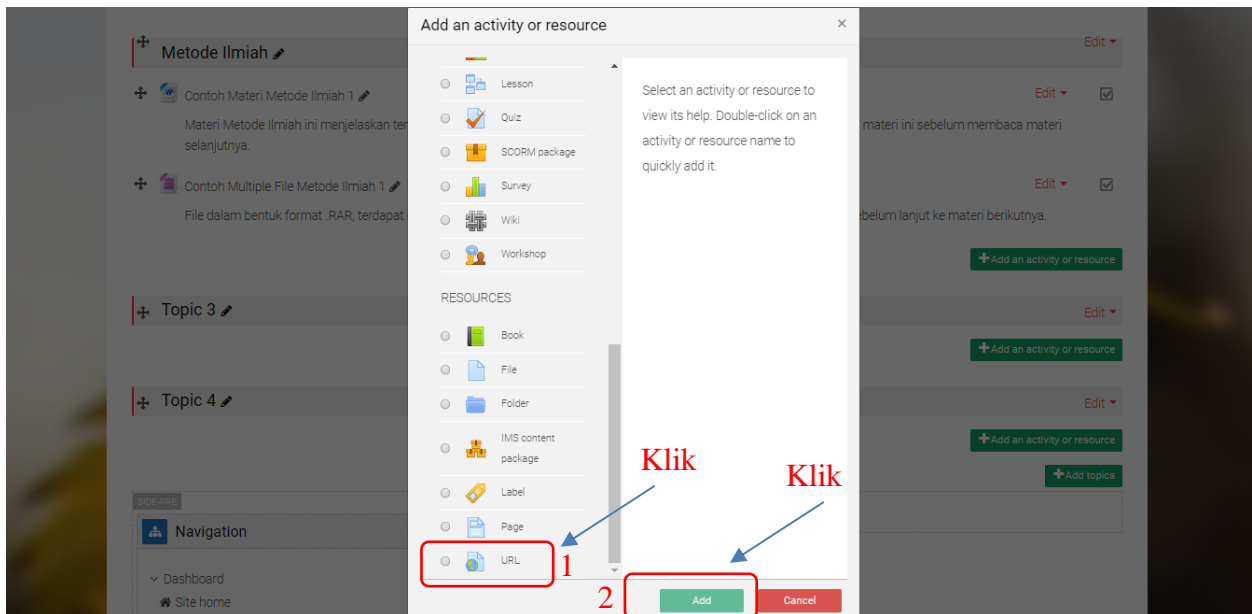 Add an activity or resource ×
Metode Ilmiah
Edit
Contoh Materi Metode Ilmiah 1
Edit
Materi Metode Ilmiah ini menjelaskan
materi ini sebelum membaca materi
selanjutnya.
Contoh Multiple File Metode Ilmiah 1
Edit
File dalam bentuk format .RAR, terdapat
sebelum lanjut ke materi berikutnya.
Add an activity or resource
Topic 3
Edit
Add an activity or resource
Topic 4
Edit
Add an activity or resource
Add topics
SIDE-PRE
Navigation
Dashboard
Site home
Lesson
Quiz
SCORM package
Survey
Wiki
Workshop
RESOURCES
Book
File
Folder
IMS content
package
Label
Page
URL
Select an activity or resource to
view its help. Double-click on an
activity or resource name to
quickly add it.
Klik
Klik
1
2
Add
Cancel